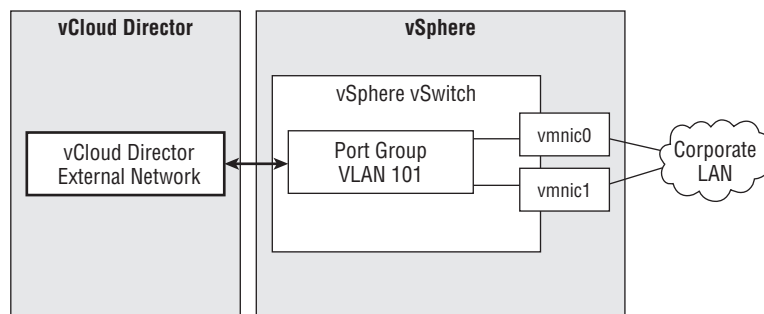 vCloud Director
vSphere
vSphere vSwitch
vCloud Director
External Network
Port Group
VLAN 101
vmnic0
vmnic1
Corporate
LAN